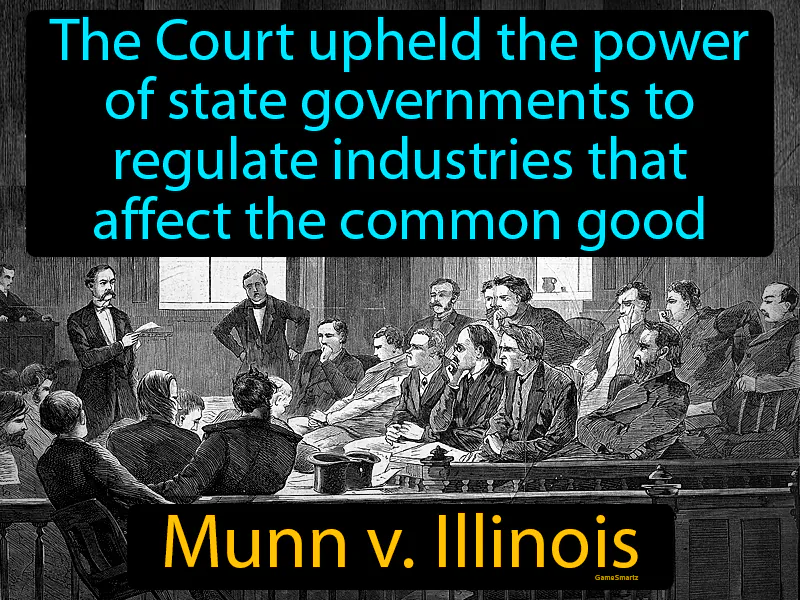 The Court upheld the power
of state governments to
regulate industries that
affect the common good
Munn v. Illinois
GameSmartz